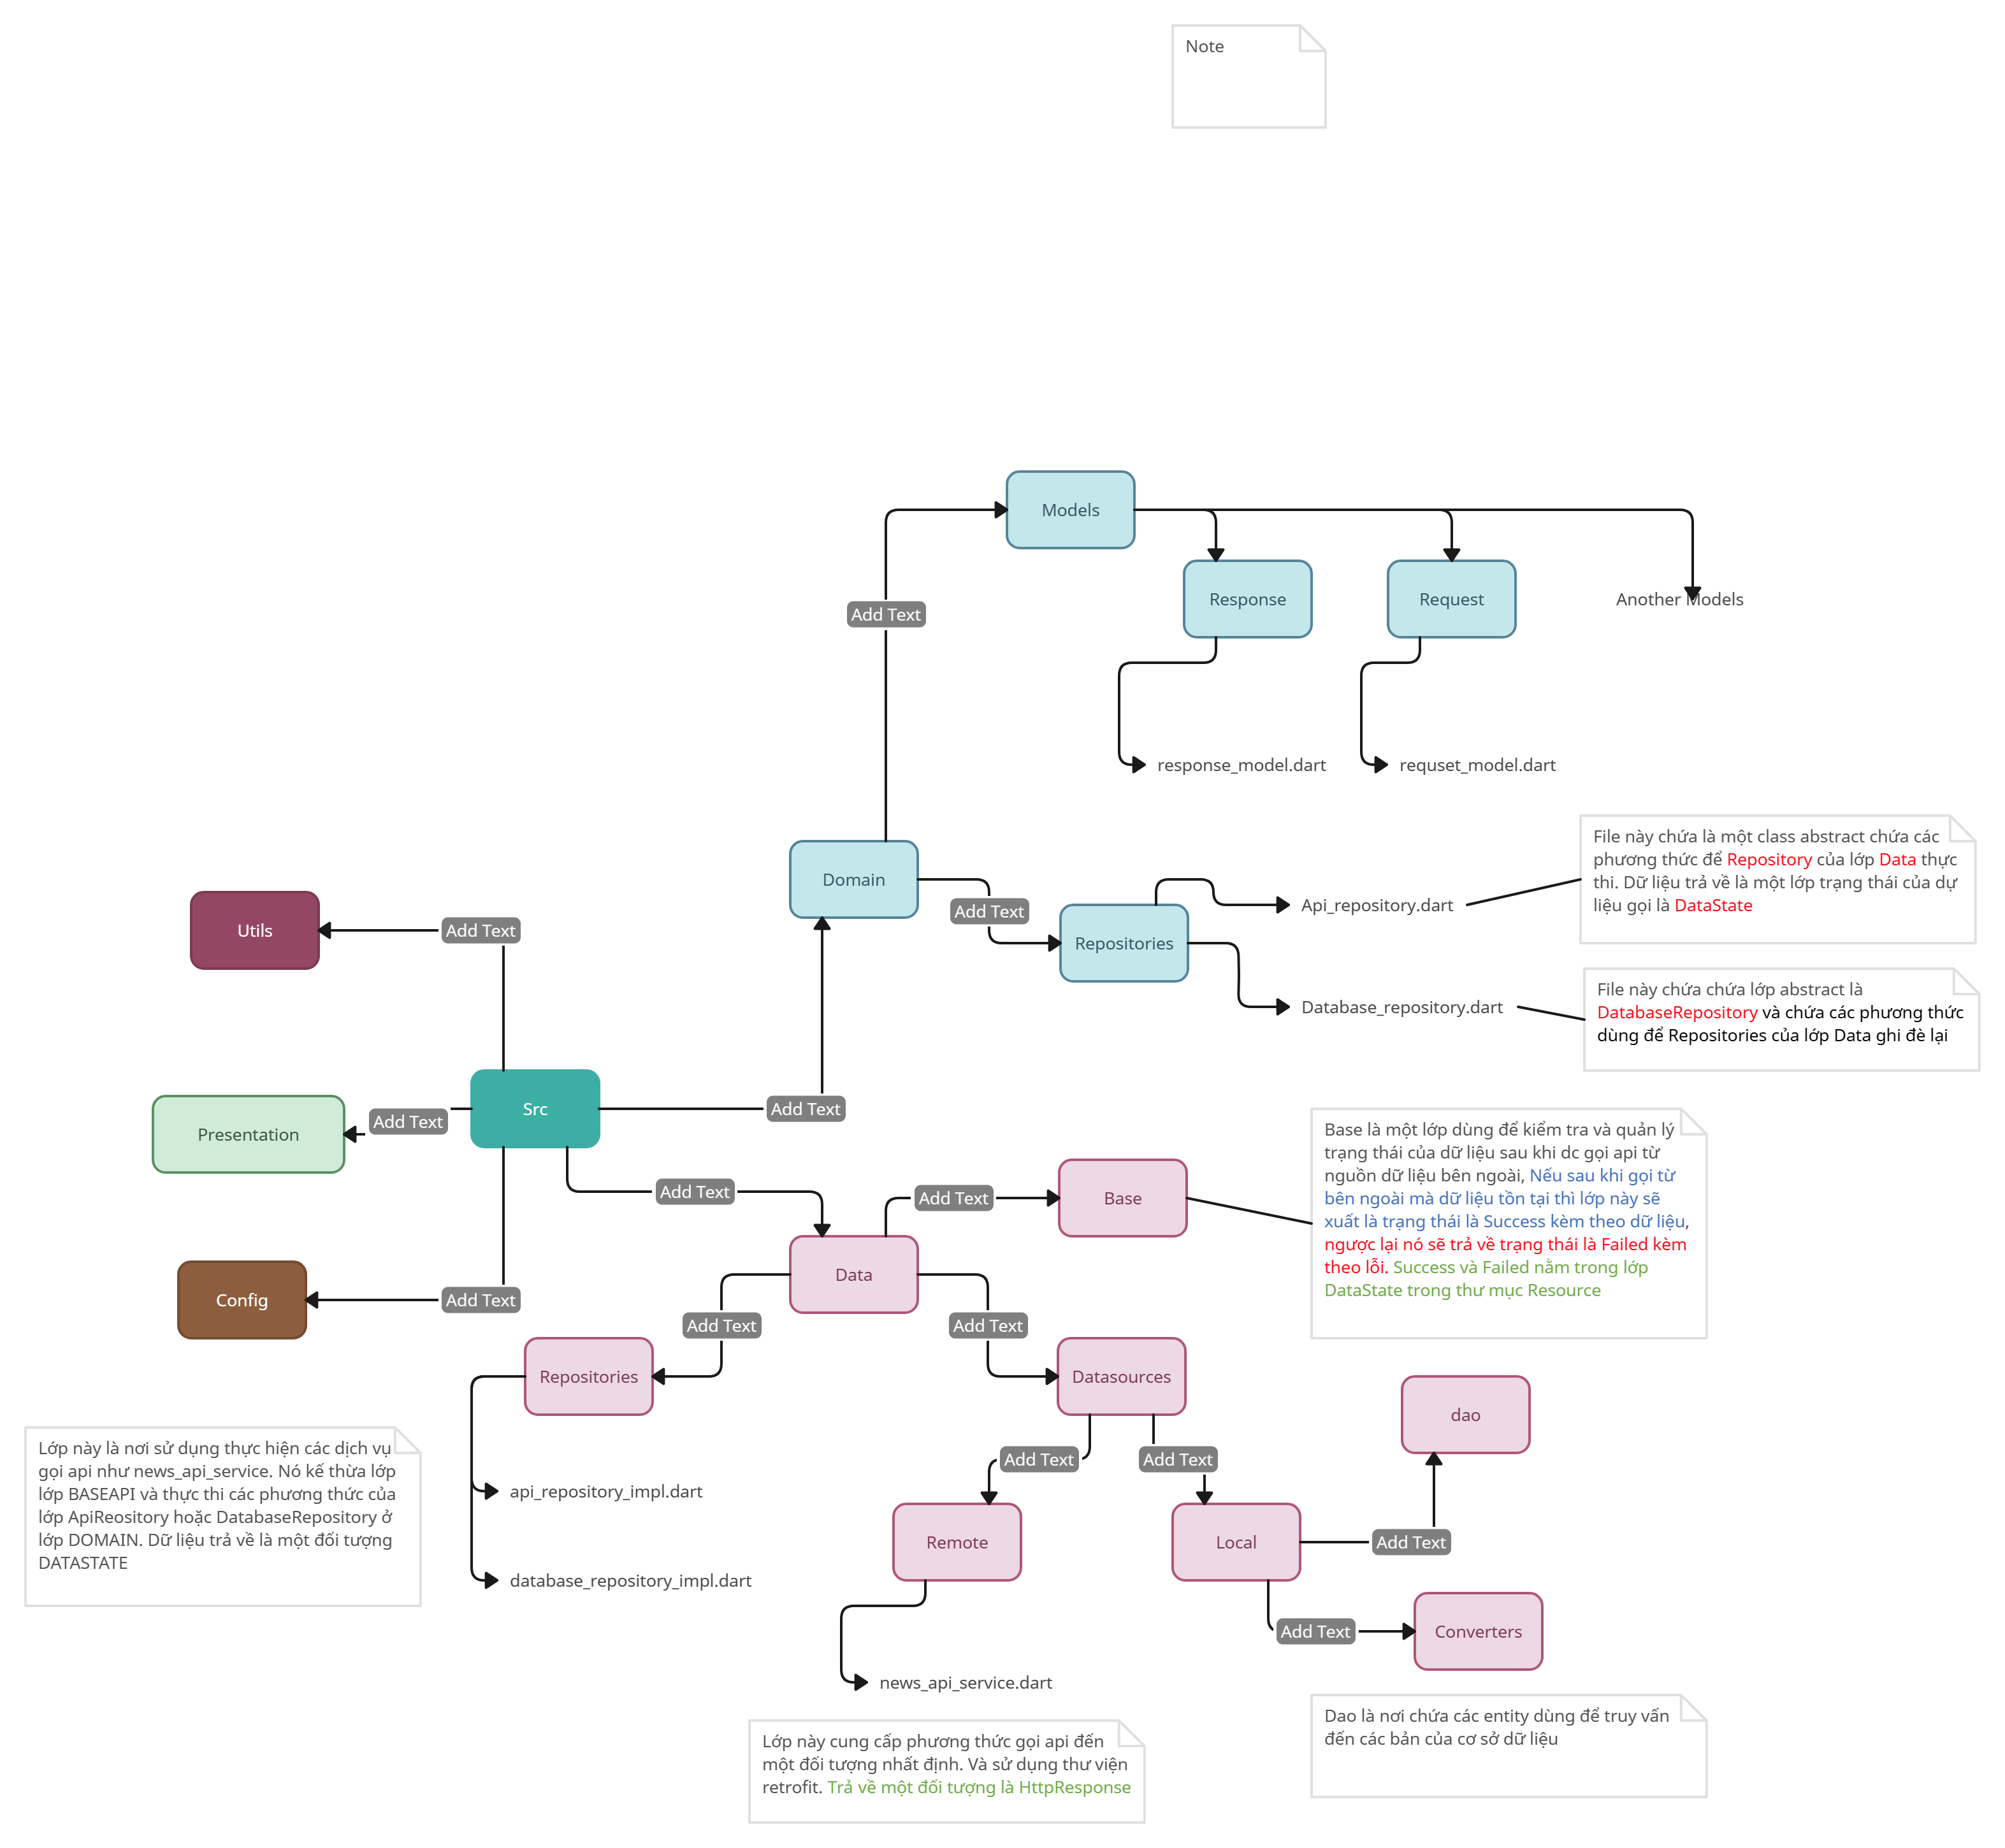 Note
Models
Response
Request
Another Models
Add Text
response_model.dart
requset_model.dart
File này chứa là một class abstract chứa các
phương thức để Repository của lớp Data thực
thi. Dữ liệu trả về là một lớp trạng thái của dự
liệu gọi là DataState
Domain
Add Text
Api_repository.dart
Utils
Add Text
Repositories
Database_repository.dart
File này chứa chứa lớp abstract là
DatabaseRepository và chứa các phương thức
dùng để Repositories của lớp Data ghi đè lại
Src
Add Text
Add Text
Presentation
Base là một lớp dùng để kiểm tra và quản lý
trạng thái của dữ liệu sau khi dc gọi api từ
nguồn dữ liệu bên ngoài, Nếu sau khi gọi từ
bên ngoài mà dữ liệu tồn tại thì lớp này sẽ
xuất là trạng thái là Success kèm theo dữ liệu,
ngược lại nó sẽ trả về trạng thái là Failed kèm
theo lỗi. Success và Failed nằm trong lớp
DataState trong thư mục Resource
Add Text
Add Text
Base
Data
Config
Add Text
Add Text
Add Text
Repositories
Datasources
dao
Lớp này là nơi sử dụng thực hiện các dịch vụ
gọi api như news_api_service. Nó kế thừa lớp
lớp BASEAPI và thực thi các phương thức của
lớp ApiReository hoặc DatabaseRepository ở
lớp DOMAIN. Dữ liệu trả về là một đối tượng
DATASTATE
Add Text
Add Text
api_repository_impl.dart
Remote
Local
Add Text
database_repository_impl.dart
Add Text
Converters
news_api_service.dart
Lớp này cung cấp phương thức gọi api đến
một đối tượng nhất định. Và sử dụng thư viện
retrofit. Trả về một đối tượng là HttpResponse
Dao là nơi chứa các entity dùng để truy vấn
đến các bản của cơ sở dữ liệu